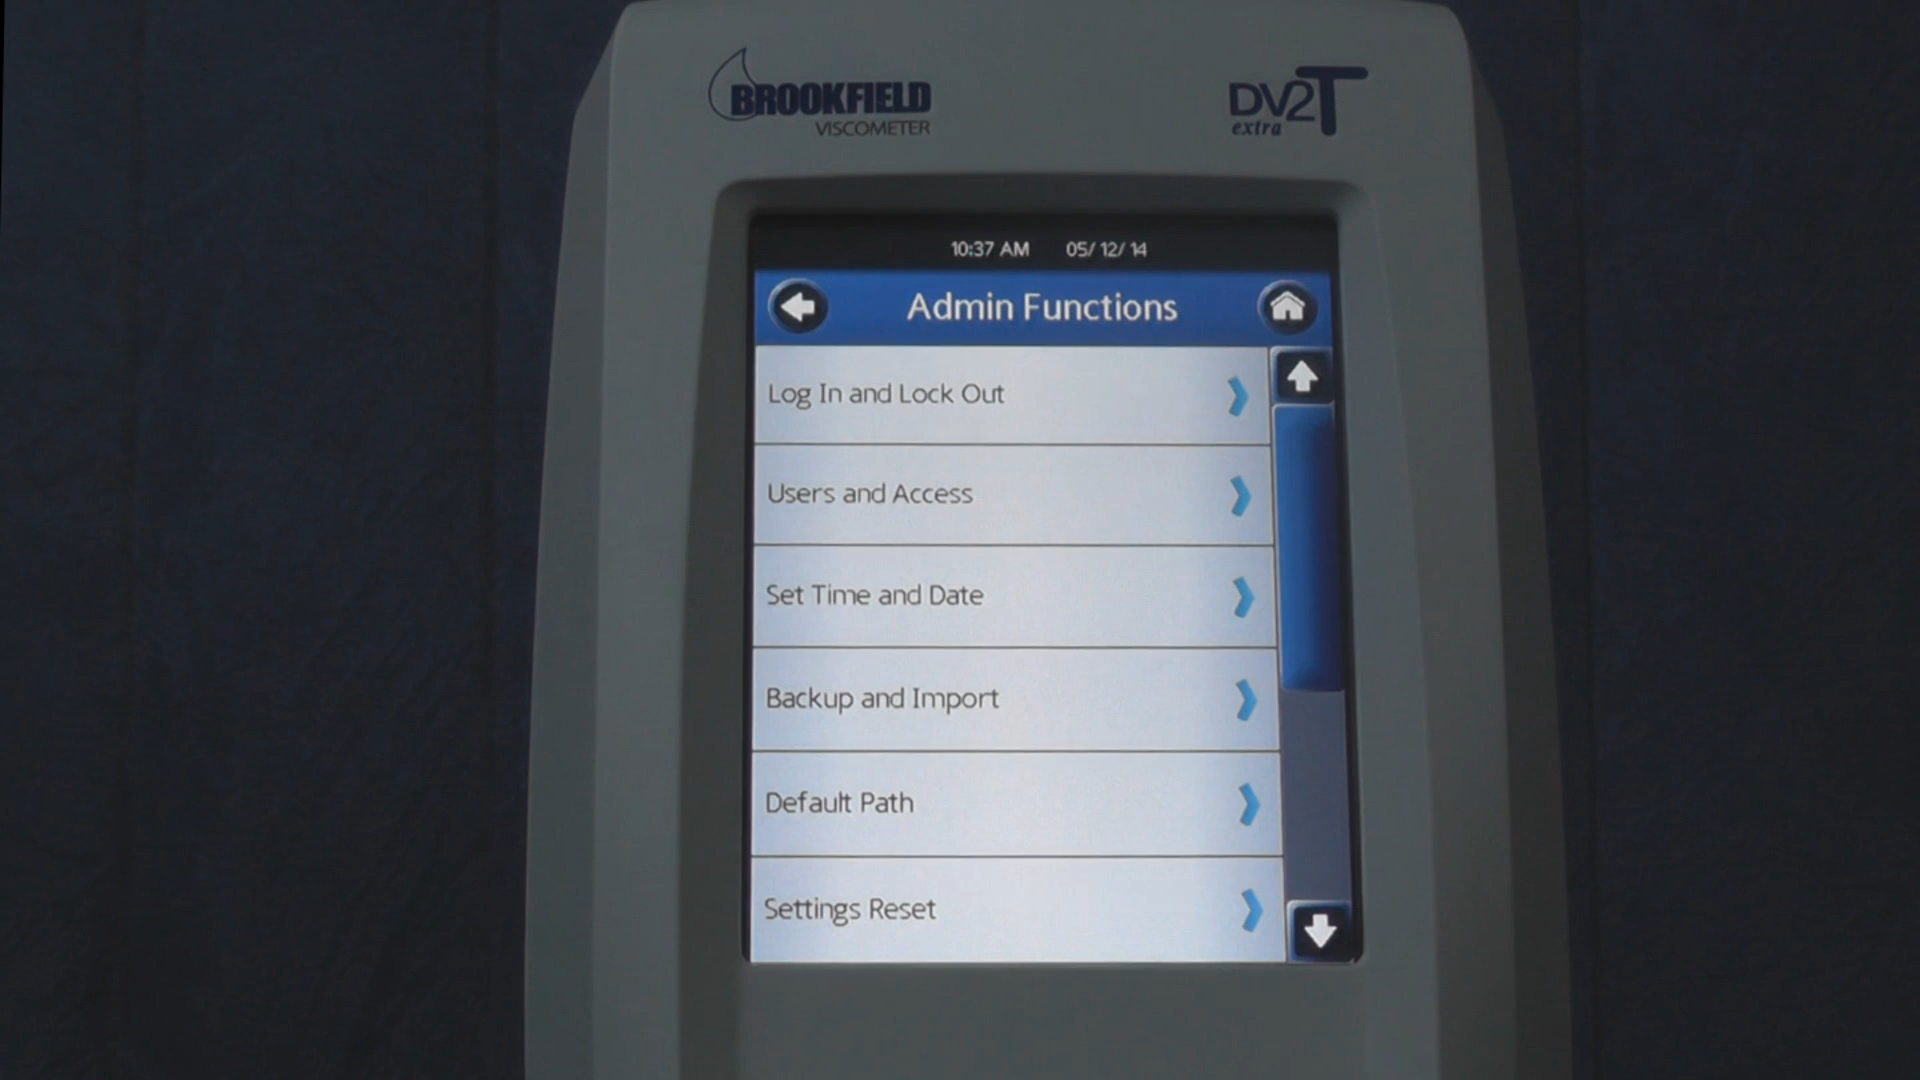 BROOKFIELD
VISCOMETER
DV2T
extra
10:37 AM 05/ 12/ 14
Admin Functions
Log In and Lock Out
Users and Access
Set Time and Date
Backup and Import
Default Path
Settings Reset